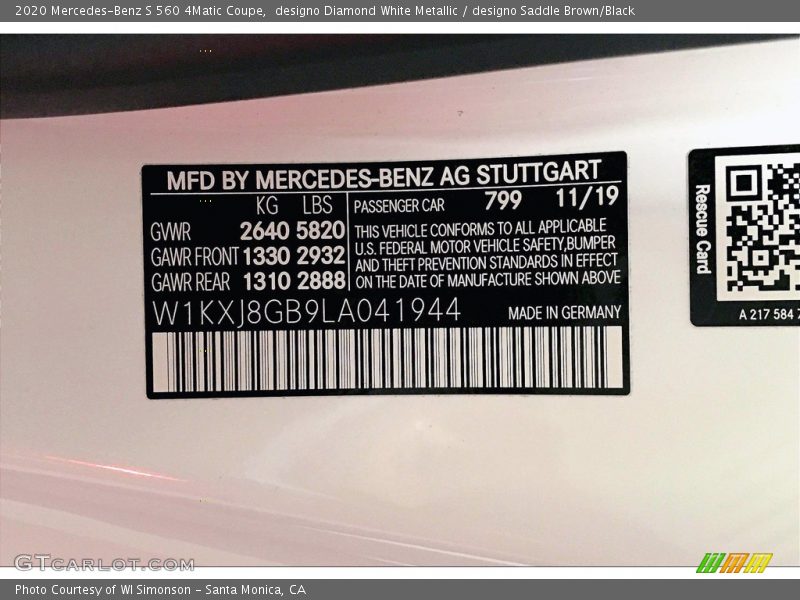 2020 Mercedes-Benz S 560 4Matic Coupe,  designo Diamond White Metallic / designo Saddle Brown/Black
MFD BY MERCEDES-BENZ AG STUTTGART
KG LBS
GVWR 2640 5820
GAWR FRONT 1330 2932
GAWR REAR 1310 2888
PASSENGER CAR 799 11/19
THIS VEHICLE CONFORMS TO ALL APPLICABLE
U.S. FEDERAL MOTOR VEHICLE SAFETY,BUMPER
AND THEFT PREVENTION STANDARDS IN EFFECT
ON THE DATE OF MANUFACTURE SHOWN ABOVE
W1KXJ8GB9LA041944 MADE IN GERMANY
Rescue Card
A 217 584 7
GTcarlot.com
Photo Courtesy of WI Simonson - Santa Monica, CA